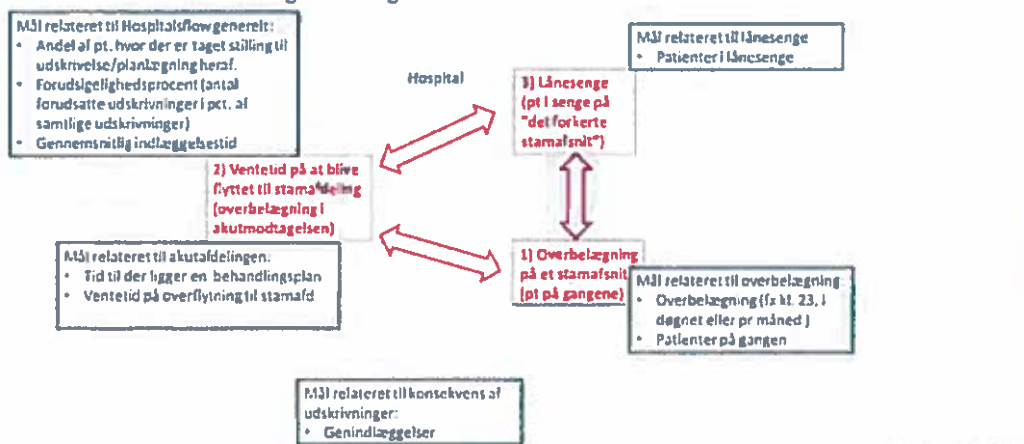 Mål relateret til Hospitalsflow generelt:
• Andel af pt. hvor der er taget stilling til
udskrivelse/planlægning heraf.
• Forudsigelighedsprocent (antal
forudsatte udskrivninger i pct. af
samtlige udskrivninger)
• Gennemsnitlig indlæggelsestid
Hospital
Mål relateret til lånesenge
• Patienter i lånesenge
3) Lånesenge
(pt i senge på
"det forkerte
stamafsnit")
2) Ventetid på at blive
flyttet til stamafdeling
(overbelægning i
akutmodtagelsen)
Mål relateret til akutafdelingen:
• Tid til der ligger en behandlingsplan
• Ventetid på overflytning til stamafd
1) Overbelægning
på et stamafsnit
(pt på gangene)
Mål relateret til overbelægning
• Overbelægning (fx kl. 23, i
døgnet eller pr måned )
• Patienter på gangen
Mål relateret til konsekvens af
udskrivninger:
• Genindlæggelser